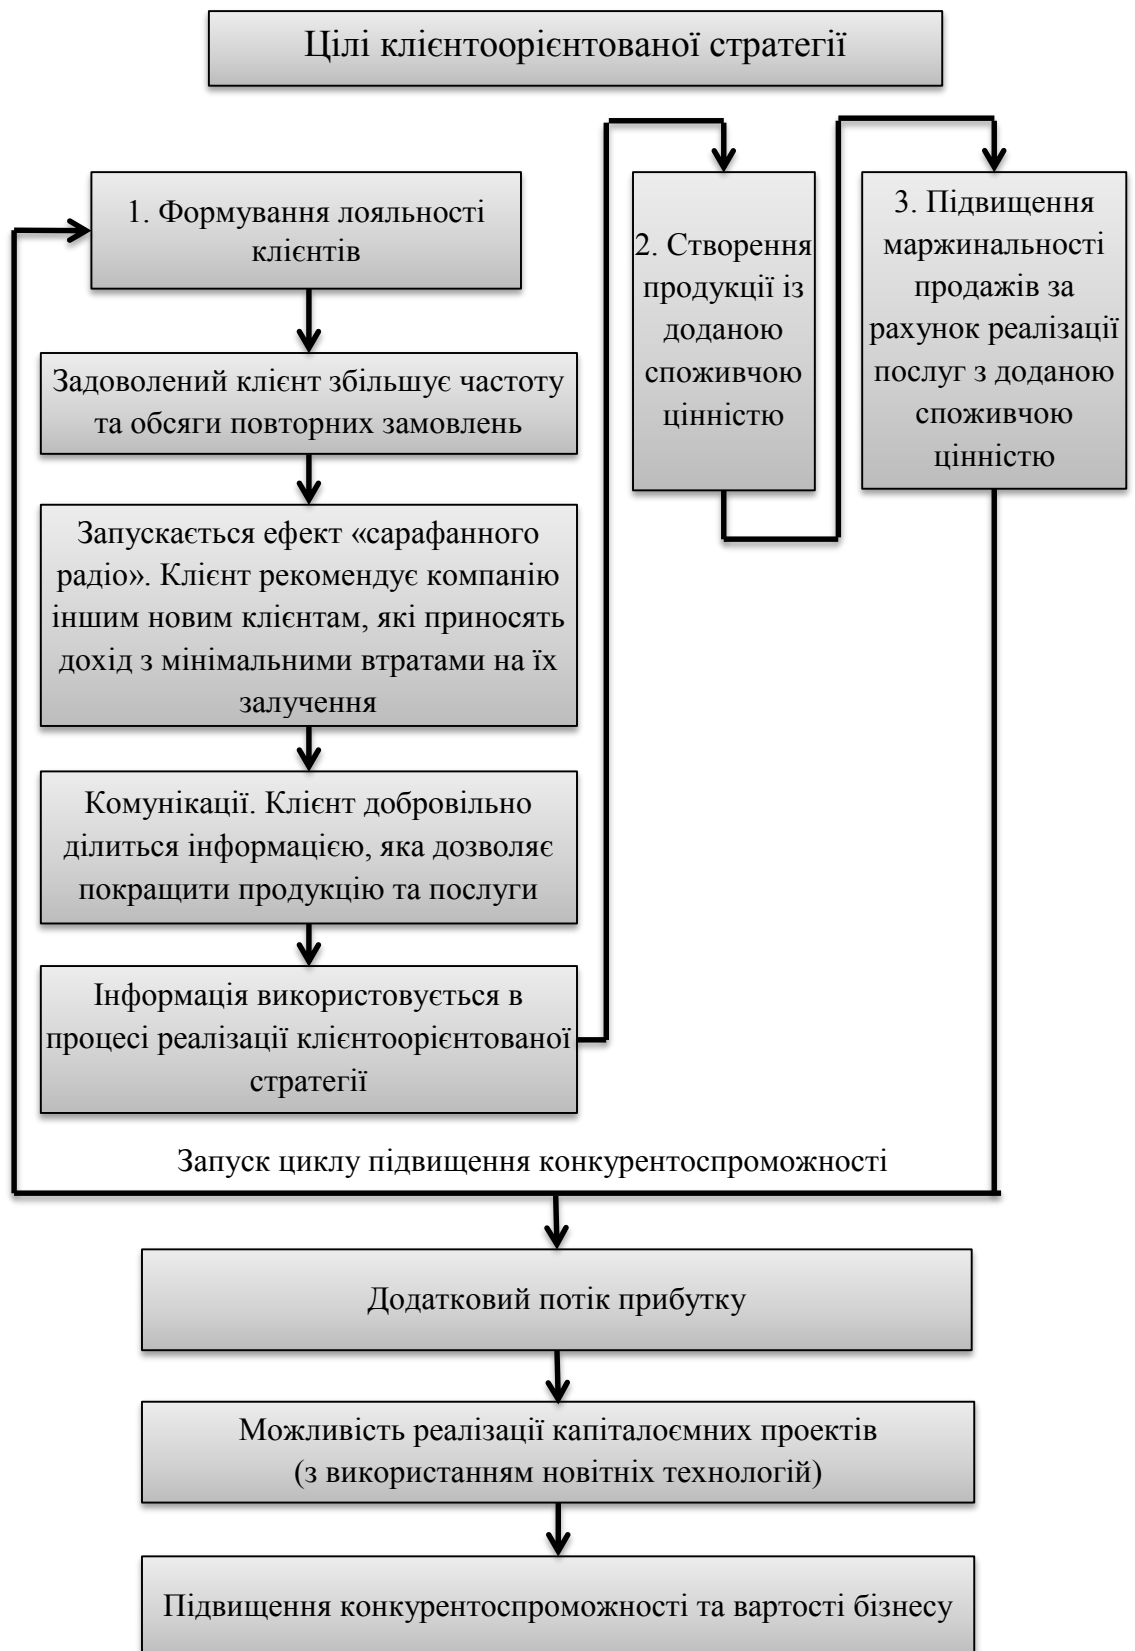 Цілі клієнтоорієнтованої стратегії
1. Формування лояльності
клієнтів
Задоволений клієнт збільшує частоту
та обсяги повторних замовлень
Запускається ефект «сарафанного
радіо». Клієнт рекомендує компанію
іншим новим клієнтам, які приносять
дохід з мінімальними втратами на їх
залучення
Комунікації. Клієнт добровільно
ділиться інформацією, яка дозволяє
покращити продукцію та послуги
Інформація використовується в
процесі реалізації клієнтоорієнтованої
стратегії
2. Створення
продукції із
доданою
споживчою
цінністю
3. Підвищення
маржинальності
продажів за
рахунок реалізації
послуг з доданою
споживчою
цінністю
Запуск циклу підвищення конкурентоспроможності
Додатковий потік прибутку
Можливість реалізації капіталоємних проектів
(з використанням новітніх технологій)
Підвищення конкурентоспроможності та вартості бізнесу